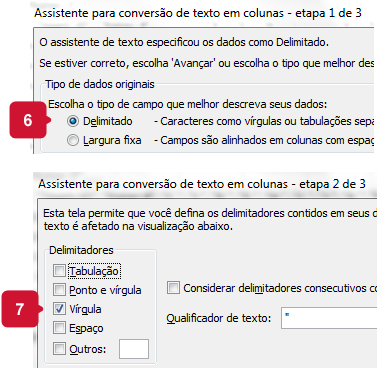 Assistente para conversão de texto em colunas - etapa 1 de 3
O assistente de texto especificou os dados como Delimitado.
Se estiver correto, escolha 'Avançar' ou escolha o tipo que melhor des
Tipo de dados originais
Escolha o tipo de campo que melhor descreva seus dados:
6
Delimitado - Caracteres como vírgulas ou tabulações sepa
Largura fixa - Campos são alinhados em colunas com espaç
Assistente para conversão de texto em colunas - etapa 2 de 3
Esta tela permite que você defina os delimitadores contidos em seus d
texto é afetado na visualização abaixo.
Delimitadores
Tabulação
Ponto e vírgula
Considerar delimitadores consecutivos co
7
Vírgula
Qualificador de texto: "
Espaço
Outros: